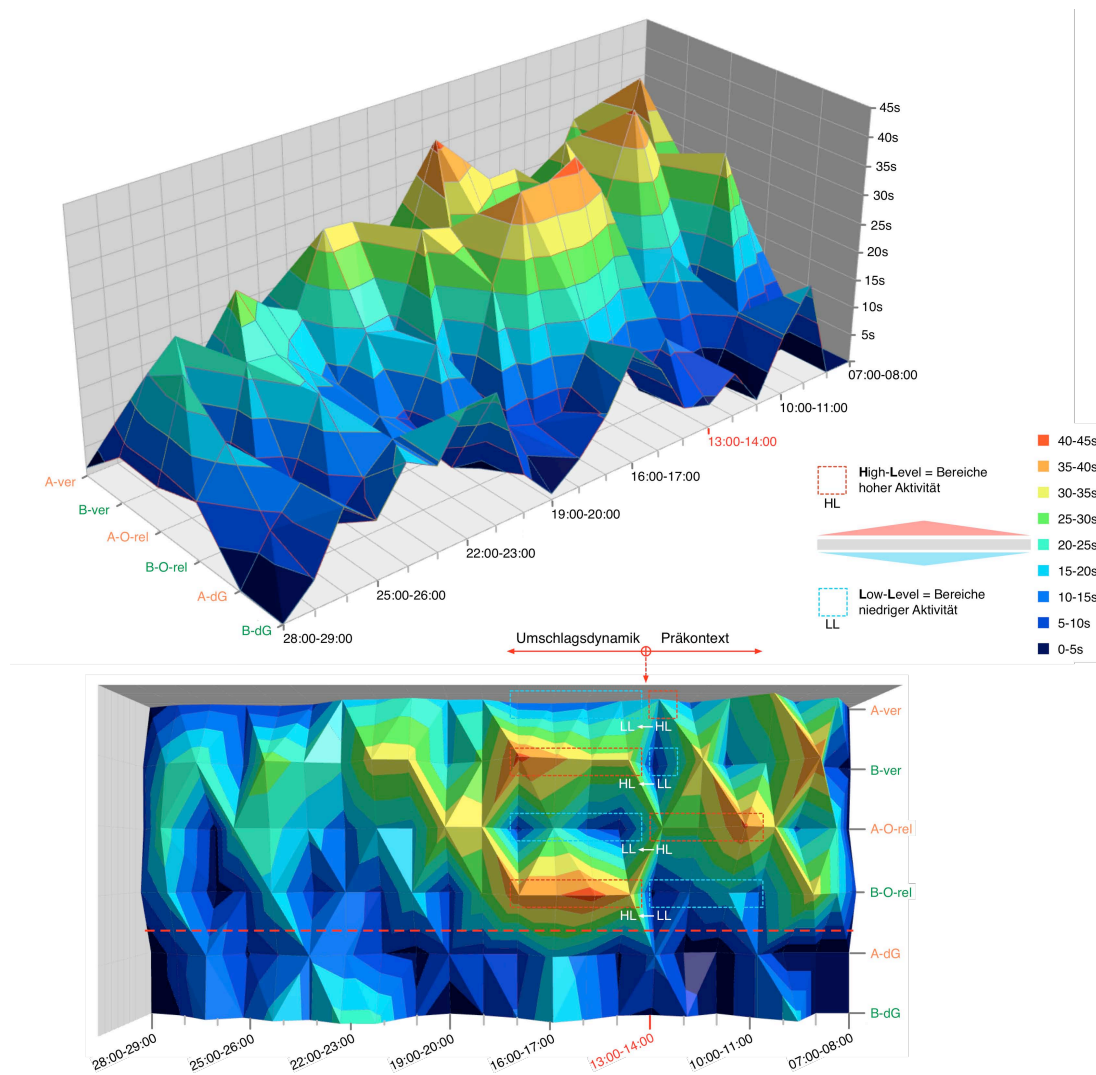 45s
40s
35s
30s
25s
20s
15s
10s
5s
07:00-08:00
10:00-11:00
13:00-14:00
16:00-17:00
19:00-20:00
22:00-23:00
25:00-26:00
28:00-29:00
A-ver
B-ver
A-O-rel
B-O-rel
A-dG
B-dG
High-Level = Bereiche
hoher Aktivität
HL
Low-Level = Bereiche
niedriger Aktivität
LL
40-45s
35-40s
30-35s
25-30s
20-25s
15-20s
10-15s
5-10s
0-5s
Umschlagsdynamik Präkontext
LL HL
HL LL
LL HL
HL LL
A-ver
B-ver
A-O-rel
B-O-rel
A-dG
B-dG
28:00-29:00
25:00-26:00
22:00-23:00
19:00-20:00
16:00-17:00
13:00-14:00
10:00-11:00
07:00-08:00